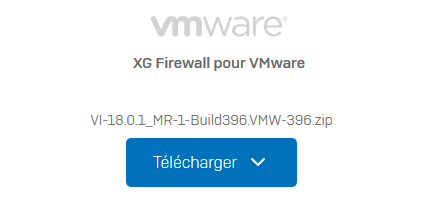 vmware®
XG Firewall pour VMware
VI-18.0.1_MR-1-Build396.VMW-396.zip
Télécharger